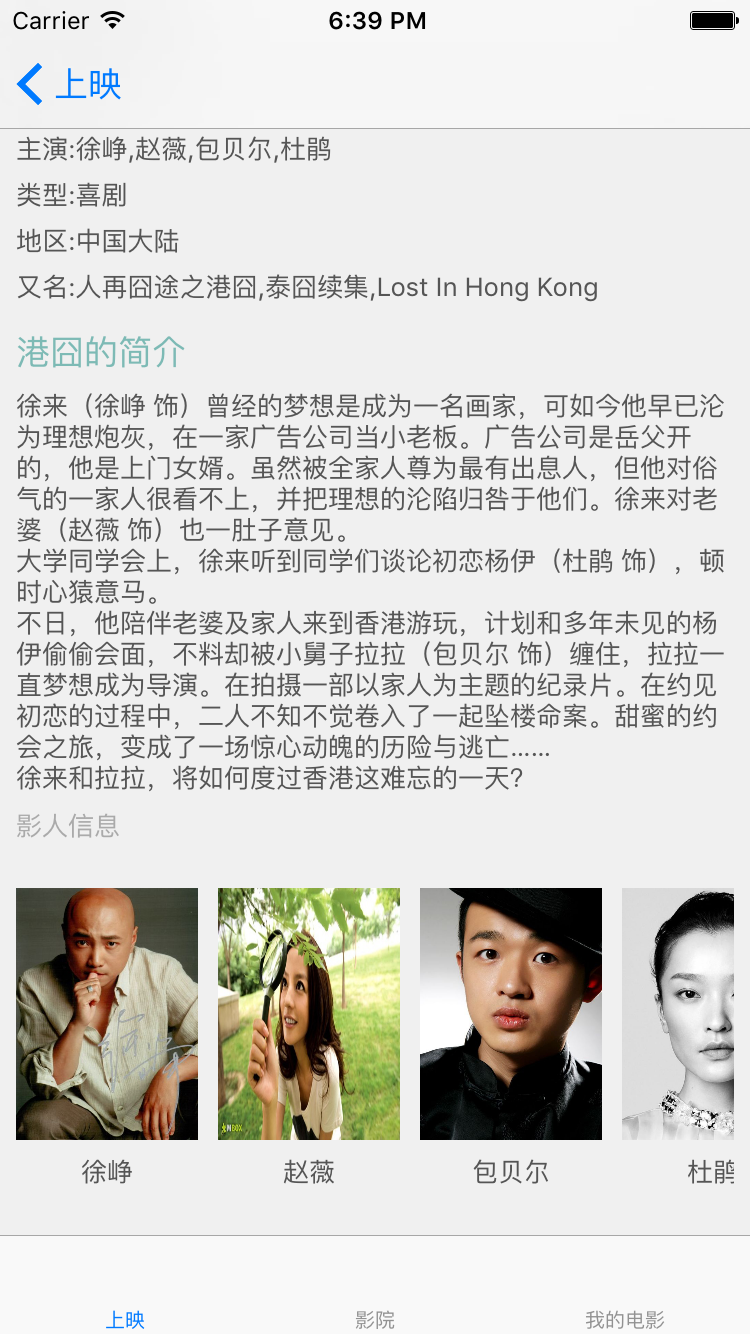 Carrier 6:39 PM
上映
主演:徐峥,赵薇,包贝尔,杜鹃
类型:喜剧
地区:中国大陆
又名:人再囧途之港囧,泰囧续集,Lost In Hong Kong
港囧的简介
徐来（徐峥 饰）曾经的梦想是成为一名画家，可如今他早已沦
为理想炮灰，在一家广告公司当小老板。广告公司是岳父开
的，他是上门女婿。虽然被全家人尊为最有出息人，但他对俗
气的一家人很看不上，并把理想的沦陷归咎于他们。徐来对老
婆（赵薇 饰）也一肚子意见。
大学同学会上，徐来听到同学们谈论初恋杨伊（杜鹃 饰），顿
时心猿意马。
不日，他陪伴老婆及家人来到香港游玩，计划和多年未见的杨
伊偷偷会面，不料却被小舅子拉拉（包贝尔 饰）缠住，拉拉一
直梦想成为导演。在拍摄一部以家人为主题的纪录片。在约见
初恋的过程中，二人不知不觉卷入了一起坠楼命案。甜蜜的约
会之旅，变成了一场惊心动魄的历险与逃亡……
徐来和拉拉，将如何度过香港这难忘的一天?
影人信息
徐峥 赵薇 包贝尔 杜鹃
上映 影院 我的电影